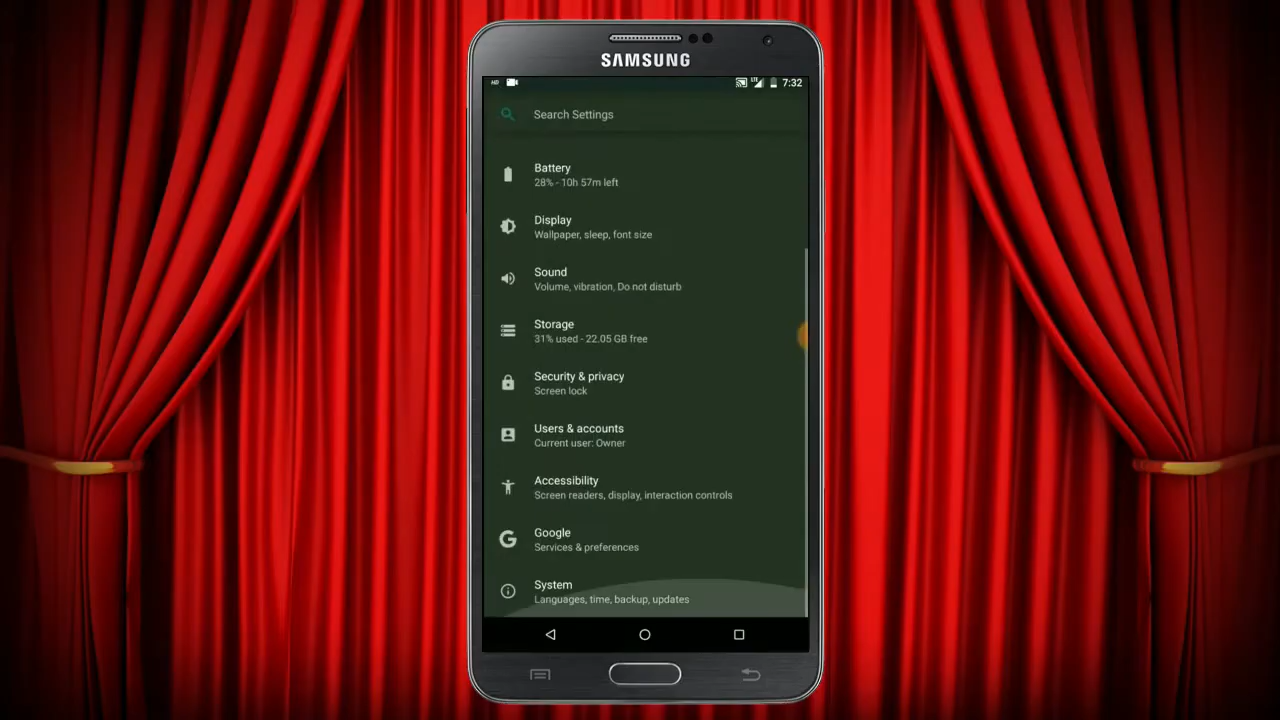 SAMSUNG
HD LTE 7:32
Search Settings
Battery
28% - 10h 57m left
Display
Wallpaper, sleep, font size
Sound
Volume, vibration, Do not disturb
Storage
31% used - 22.05 GB free
Security & privacy
Screen lock
Users & accounts
Current user: Owner
Accessibility
Screen readers, display, interaction controls
G
Google
Services & preferences
System
Languages, time, backup, updates